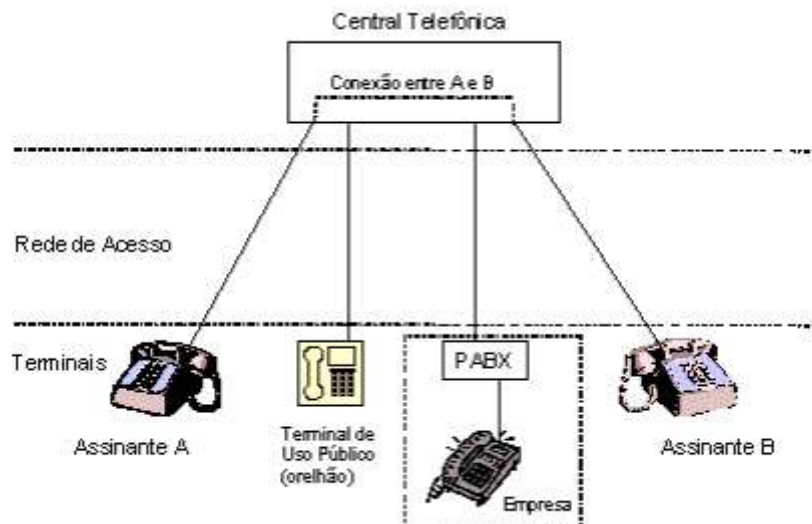 Central Telefônica
Conexão entre A e B
Rede de Acesso
Terminais
PABX
Assinante A
Terminal de
Uso Público
(orelhão)
Empresa
Assinante B